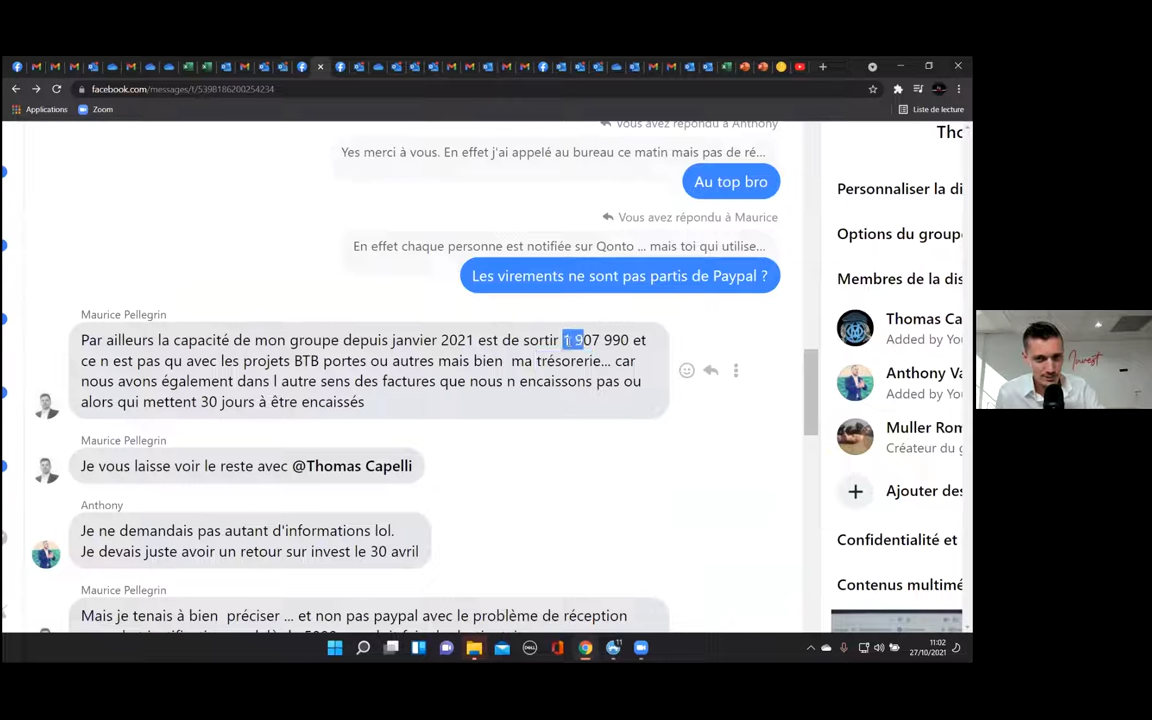 facebook.com/messages/t/5398186200254234
Applications
Zoom
Liste de lecture
Vous avez répondu à Anthony
Yes merci à vous. En effet j'ai appelé au bureau ce matin mais pas de ré...
Au top bro
Vous avez répondu à Maurice
En effet chaque personne est notifiée sur Qonto ... mais toi qui utilise...
Les virements ne sont pas partis de Paypal ?
Maurice Pellegrin
Par ailleurs la capacité de mon groupe depuis janvier 2021 est de sortir 1 907 990 et
ce n est pas qu avec les projets BTB portes ou autres mais bien ma trésorerie... car
nous avons également dans l autre sens des factures que nous n encaissons pas ou
alors qui mettent 30 jours à être encaissés
Maurice Pellegrin
Je vous laisse voir le reste avec @Thomas Capelli
Anthony
Je ne demandais pas autant d'informations lol.
Je devais juste avoir un retour sur invest le 30 avril
Maurice Pellegrin
Mais je tenais à bien préciser ... et non pas paypal avec le problème de réception
Tho
Personnaliser la di
Options du groupe
Membres de la dis
Thomas Ca
Added by You
Anthony Va
Added by You
Muller Rom
Créateur du g
Ajouter des
Confidentialité et
Contenus multimé
Invest
DELL
11
11:02
27/10/2021